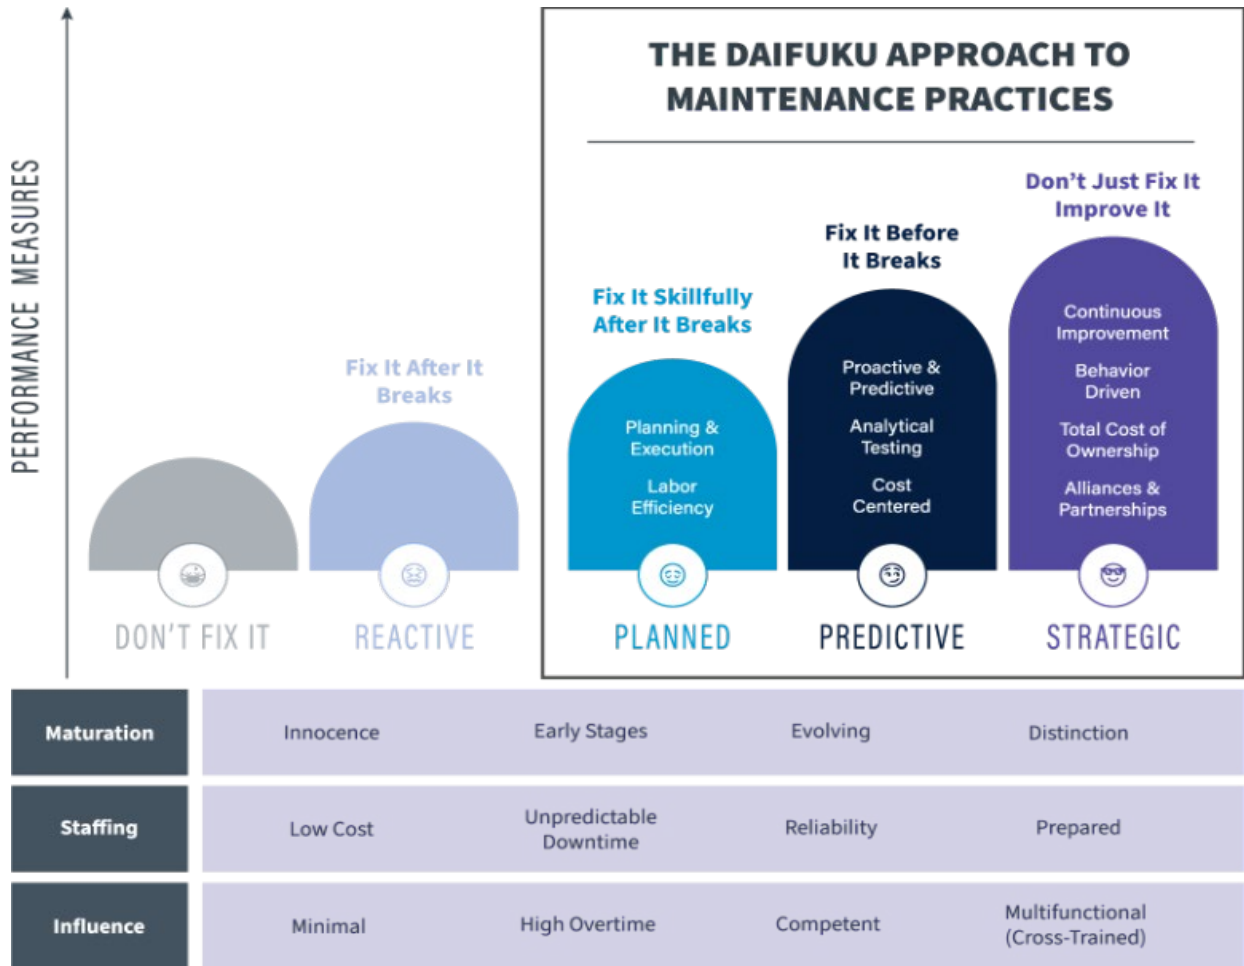 THE DAIFUKU APPROACH TO
MAINTENANCE PRACTICES
PERFORMANCE MEASURES
Fix It After It
Breaks
Fix It Skillfully
After It Breaks
Fix It Before
It Breaks
Don't Just Fix It
Improve It
Planning &
Execution
Labor
Efficiency
Proactive &
Predictive
Analytical
Testing
Cost
Centered
Continuous
Improvement
Behavior
Driven
Total Cost of
Ownership
Alliances &
Partnerships
DON'T FIX IT
REACTIVE
PLANNED
PREDICTIVE
STRATEGIC
Maturation
Innocence
Early Stages
Evolving
Distinction
Staffing
Low Cost
Unpredictable
Downtime
Reliability
Prepared
Influence
Minimal
High Overtime
Competent
Multifunctional
(Cross-Trained)